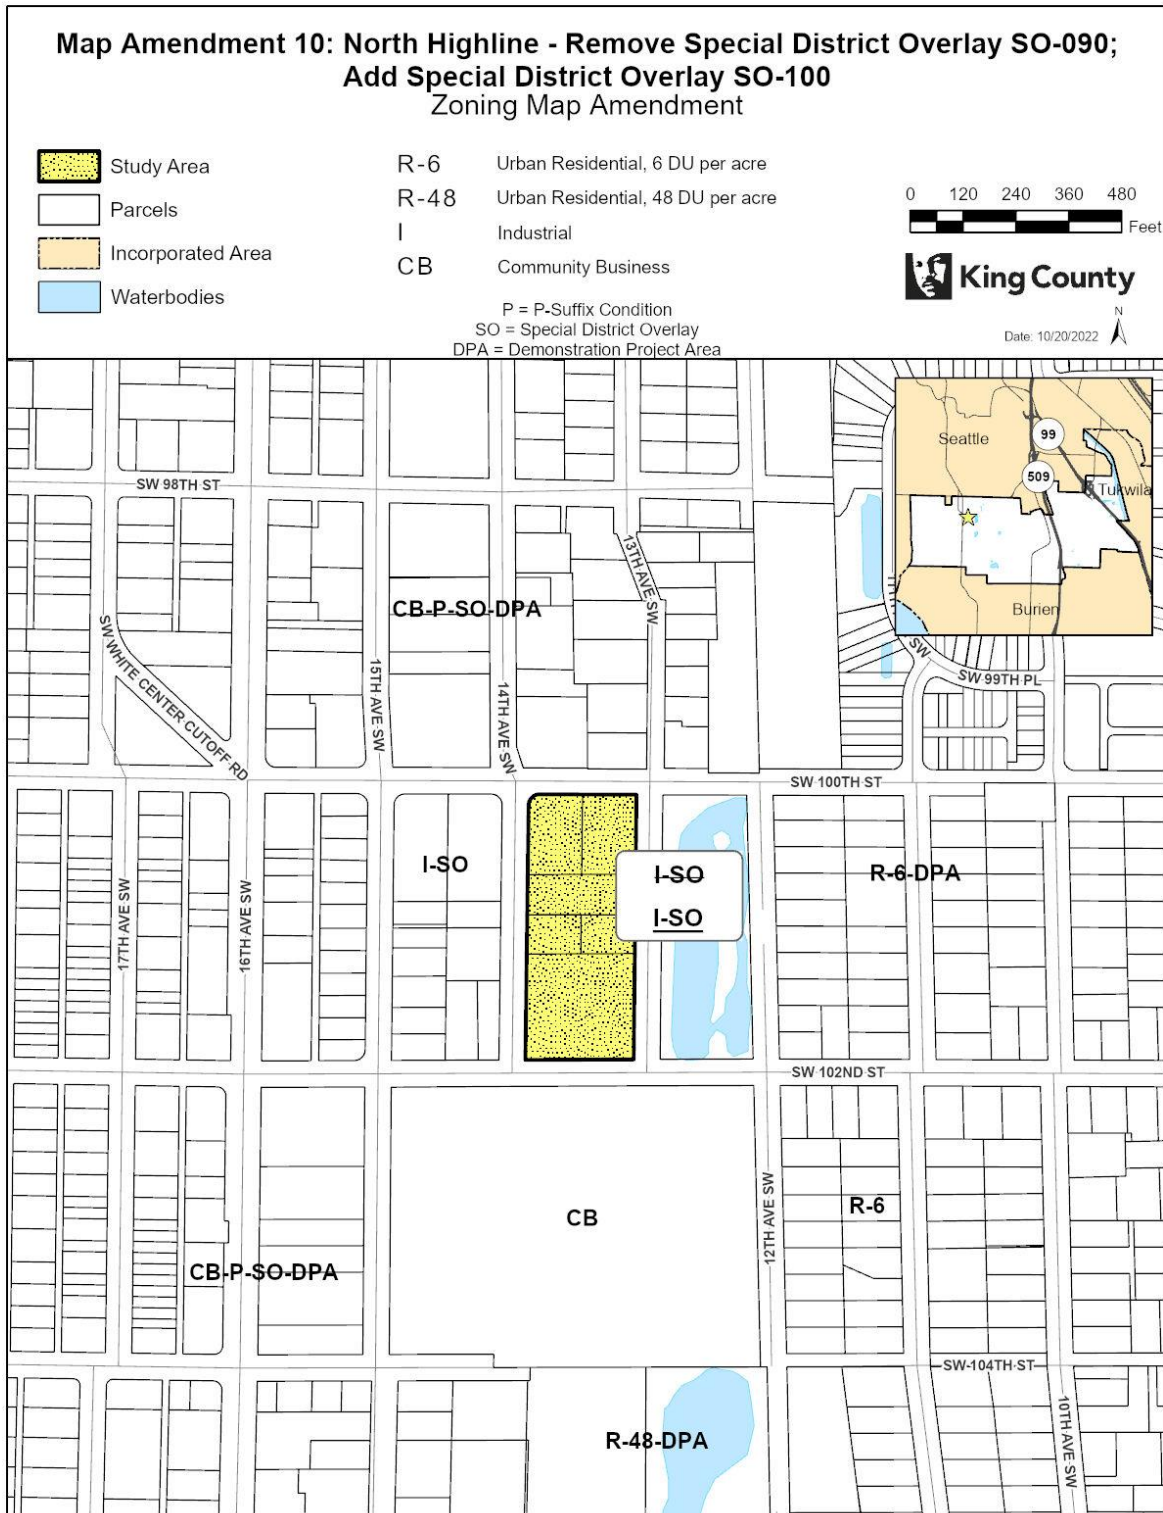 Map Amendment 10: North Highline - Remove Special District Overlay SO-090;
Add Special District Overlay SO-100
Zoning Map Amendment
Study Area
Parcels
Incorporated Area
Waterbodies
R-6 Urban Residential, 6 DU per acre
R-48 Urban Residential, 48 DU per acre
I Industrial
CB Community Business
P = P-Suffix Condition
SO = Special District Overlay
DPA = Demonstration Project Area
0 120 240 360 480
Feet
King County
N
Date: 10/20/2022
Seattle
99
509
Tukwila
Burien
SW 98TH ST
13TH AVE SW
CB-P-SO-DPA
SW WHITE CENTER CUTOFF RD
15TH AVE SW
14TH AVE SW
SW
SW 99TH PL
SW 100TH ST
I-SO
I-SO
I-SO
R-6-DPA
17TH AVE SW
16TH AVE SW
SW 102ND ST
CB
12TH AVE SW
R-6
CB-P-SO-DPA
SW 104TH ST
R-48-DPA
10TH AVE SW